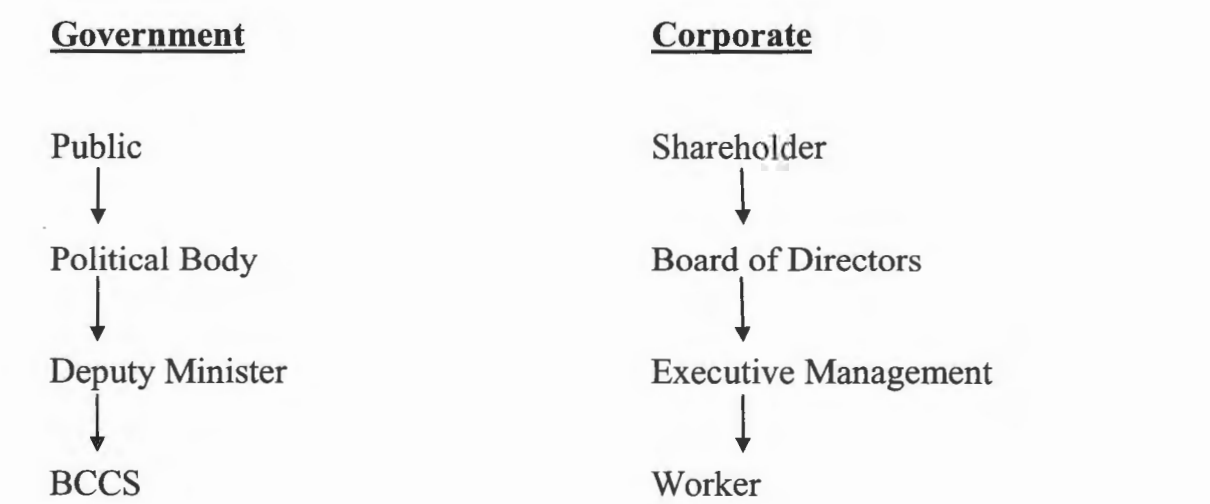 Government Corporate
Public Shareholder
Political Body Board of Directors
Deputy Minister Executive Management
BCCS Worker